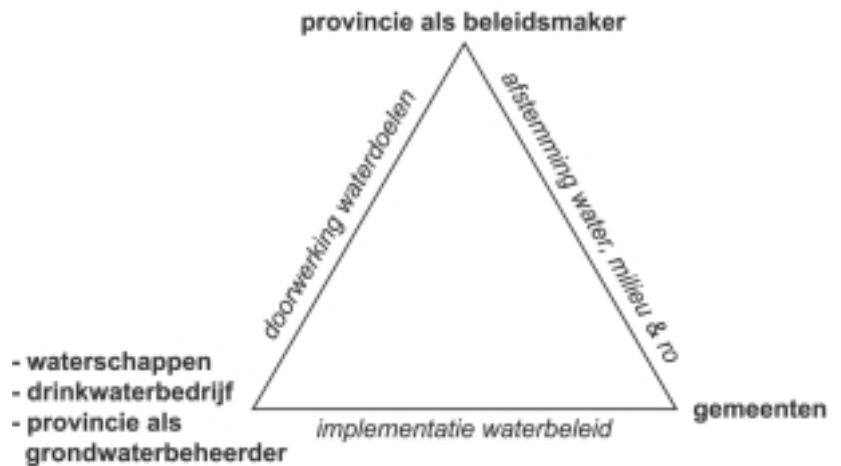 provincie als beleidsmaker
doorwerking waterdoelen
afstemming water, milieu & ro
- waterschappen
- drinkwaterbedrijf
- provincie als
grondwaterbeheerder
implementatie waterbeleid
gemeenten